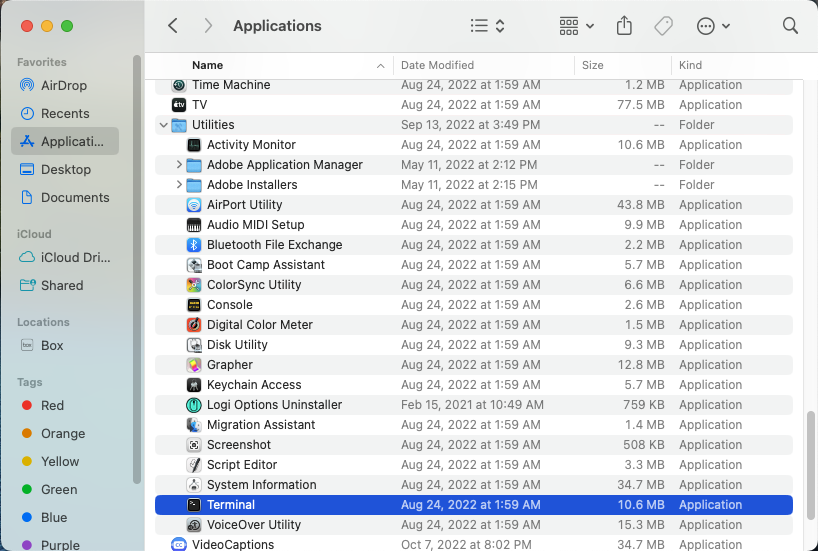 Applications
Favorites
AirDrop
Recents
Applicati...
Desktop
Documents
iCloud
iCloud Dri...
Shared
Locations
Box
Tags
Red
Orange
Yellow
Green
Blue
Purple
Name Date Modified Size Kind
Time Machine Aug 24, 2022 at 1:59 AM 1.2 MB Application
TV Aug 24, 2022 at 1:59 AM 77.5 MB Application
Utilities Sep 13, 2022 at 3:49 PM -- Folder
Activity Monitor Aug 24, 2022 at 1:59 AM 10.6 MB Application
Adobe Application Manager May 11, 2022 at 2:12 PM -- Folder
Adobe Installers May 11, 2022 at 2:15 PM -- Folder
AirPort Utility Aug 24, 2022 at 1:59 AM 43.8 MB Application
Audio MIDI Setup Aug 24, 2022 at 1:59 AM 9.9 MB Application
Bluetooth File Exchange Aug 24, 2022 at 1:59 AM 2.2 MB Application
Boot Camp Assistant Aug 24, 2022 at 1:59 AM 5.7 MB Application
ColorSync Utility Aug 24, 2022 at 1:59 AM 6.6 MB Application
Console Aug 24, 2022 at 1:59 AM 2.6 MB Application
Digital Color Meter Aug 24, 2022 at 1:59 AM 1.5 MB Application
Disk Utility Aug 24, 2022 at 1:59 AM 9.3 MB Application
Grapher Aug 24, 2022 at 1:59 AM 12.8 MB Application
Keychain Access Aug 24, 2022 at 1:59 AM 5.7 MB Application
Logi Options Uninstaller Feb 15, 2021 at 10:49 AM 759 KB Application
Migration Assistant Aug 24, 2022 at 1:59 AM 1.4 MB Application
Screenshot Aug 24, 2022 at 1:59 AM 508 KB Application
Script Editor Aug 24, 2022 at 1:59 AM 3.3 MB Application
System Information Aug 24, 2022 at 1:59 AM 34.7 MB Application
Terminal Aug 24, 2022 at 1:59 AM 10.6 MB Application
VoiceOver Utility Aug 24, 2022 at 1:59 AM 15.3 MB Application
VideoCaptions Oct 7, 2022 at 8:02 PM 34.7 MB Application